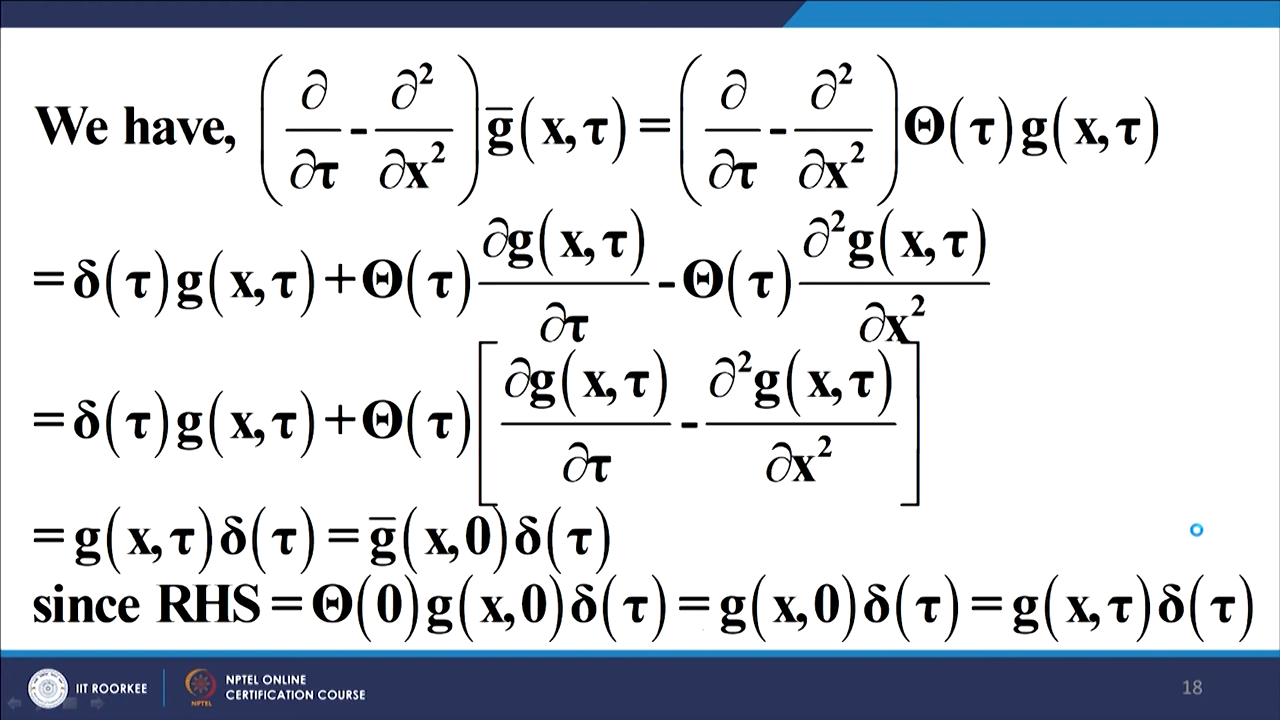 We have, (∂/∂τ - ∂²/∂x²) g̅(x,τ) = (∂/∂τ - ∂²/∂x²) Θ(τ)g(x,τ)
= δ(τ)g(x,τ) + Θ(τ) ∂g(x,τ)/∂τ - Θ(τ) ∂²g(x,τ)/∂x²
= δ(τ)g(x,τ) + Θ(τ) [∂g(x,τ)/∂τ - ∂²g(x,τ)/∂x²]
= g(x,τ)δ(τ) = g̅(x,0)δ(τ)
since RHS = Θ(0)g(x,0)δ(τ) = g(x,0)δ(τ) = g(x,τ)δ(τ)
IIT ROORKEE
NPTEL
NPTEL ONLINE
CERTIFICATION COURSE
18